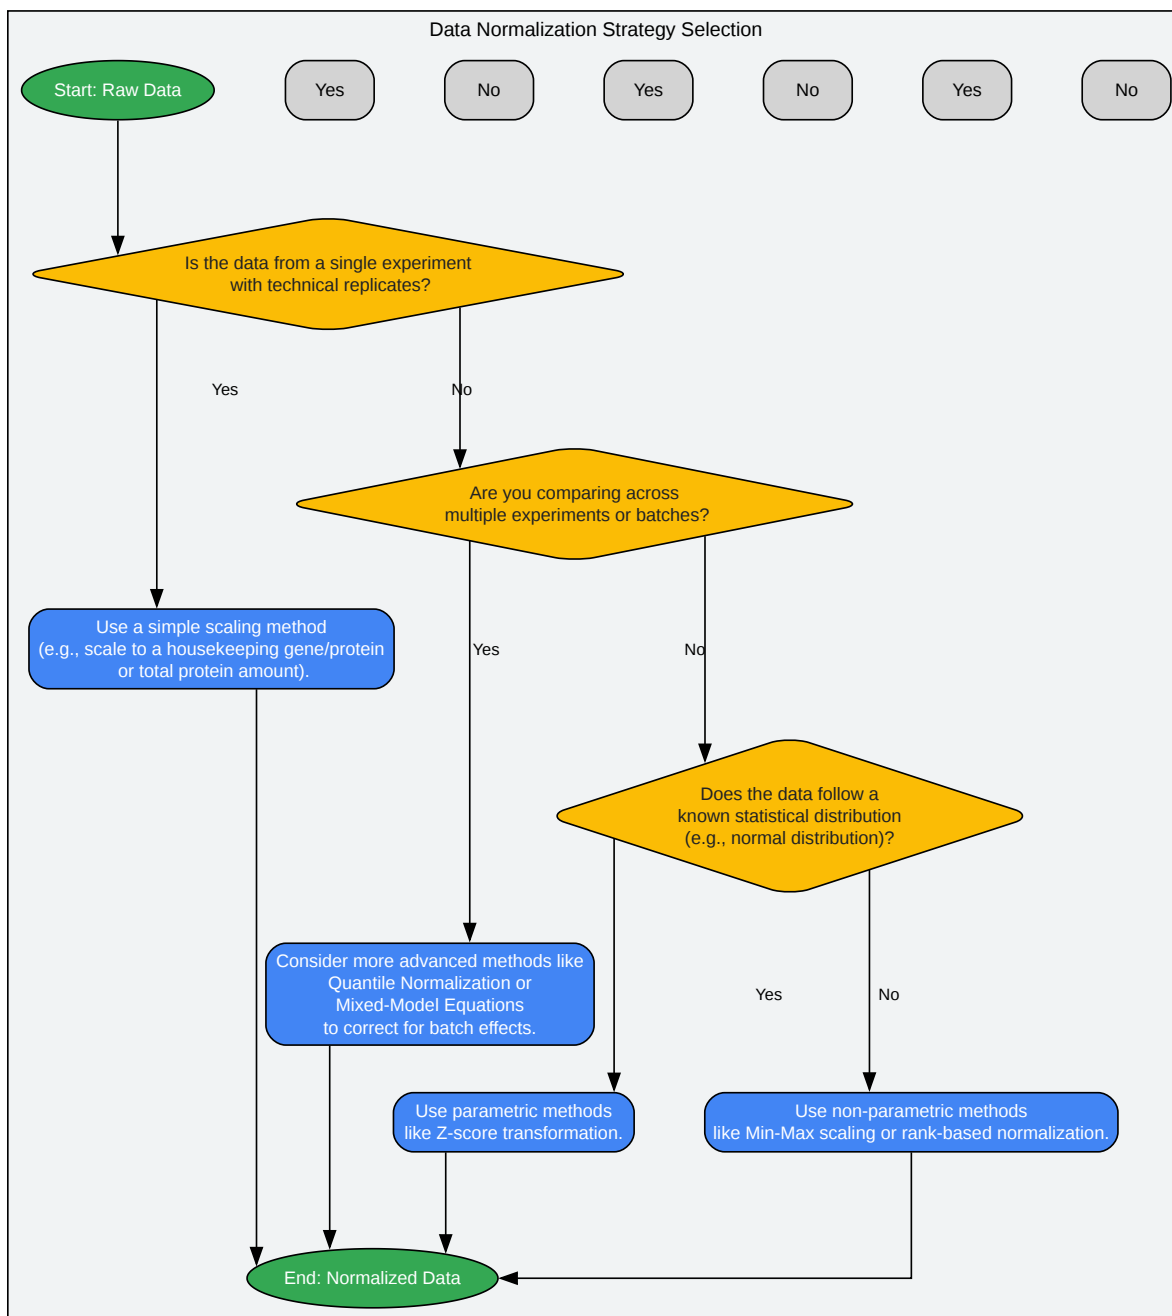 Data Normalization Strategy Selection
Start: Raw Data
Yes
No
Yes
No
Yes
No
Is the data from a single experiment
with technical replicates?
Yes
No
Are you comparing across
multiple experiments or batches?
Use a simple scaling method
(e.g., scale to a housekeeping gene/protein
or total protein amount).
Yes
No
Does the data follow a
known statistical distribution
(e.g., normal distribution)?
Consider more advanced methods like
Quantile Normalization or
Mixed-Model Equations
to correct for batch effects.
Yes
No
Use parametric methods
like Z-score transformation.
Use non-parametric methods
like Min-Max scaling or rank-based normalization.
End: Normalized Data